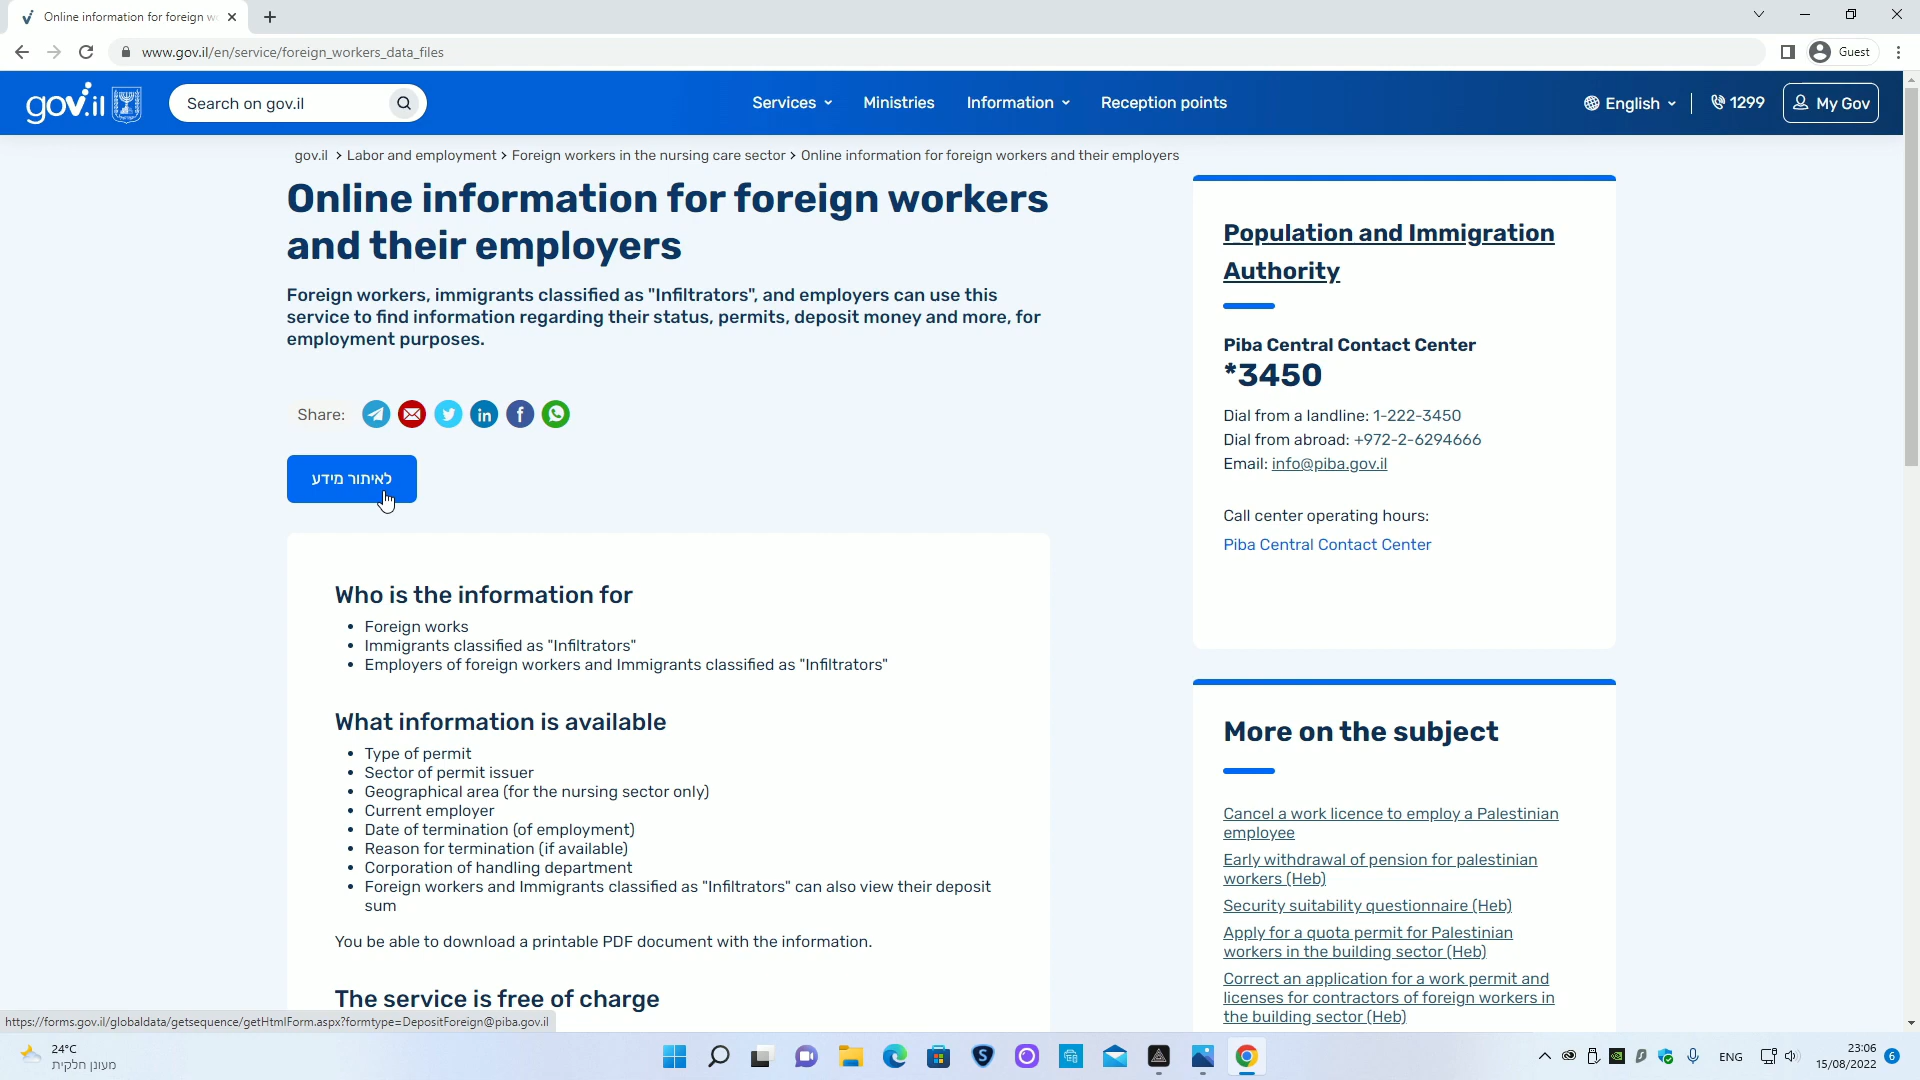 Online information for foreign w
www.gov.il/en/service/foreign_workers_data_files
Guest
gov.il
Search on gov.il
Services
Ministries
Information
Reception points
English
1299
My Gov
gov.il > Labor and employment > Foreign workers in the nursing care sector > Online information for foreign workers and their employers
Online information for foreign workers
and their employers
Foreign workers, immigrants classified as "Infiltrators", and employers can use this
service to find information regarding their status, permits, deposit money and more, for
employment purposes.
Share:
לאיתור מידע
Who is the information for
• Foreign works
• Immigrants classified as "Infiltrators"
• Employers of foreign workers and Immigrants classified as "Infiltrators"
What information is available
• Type of permit
• Sector of permit issuer
• Geographical area (for the nursing sector only)
• Current employer
• Date of termination (of employment)
• Reason for termination (if available)
• Corporation of handling department
• Foreign workers and Immigrants classified as "Infiltrators" can also view their deposit
sum
You be able to download a printable PDF document with the information.
The service is free of charge
Population and Immigration
Authority
Piba Central Contact Center
*3450
Dial from a landline: 1-222-3450
Dial from abroad: +972-2-6294666
Email: info@piba.gov.il
Call center operating hours:
Piba Central Contact Center
More on the subject
Cancel a work licence to employ a Palestinian
employee
Early withdrawal of pension for palestinian
workers (Heb)
Security suitability questionnaire (Heb)
Apply for a quota permit for Palestinian
workers in the building sector (Heb)
Correct an application for a work permit and
licenses for contractors of foreign workers in
the building sector (Heb)
https://forms.gov.il/globaldata/getsequence/getHtmlForm.aspx?formtype=DepositForeign@piba.gov.il
24°C
מעונן חלקית
ENG
23:06
15/08/2022
6